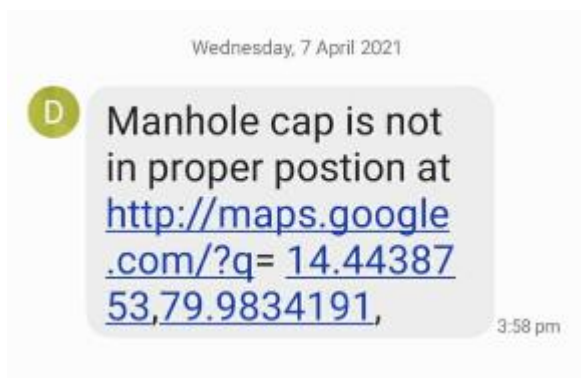 Wednesday, 7 April 2021
D
Manhole cap is not
in proper postion at
http://maps.google
.com/?q= 14.44387
53,79.9834191,
3:58 pm